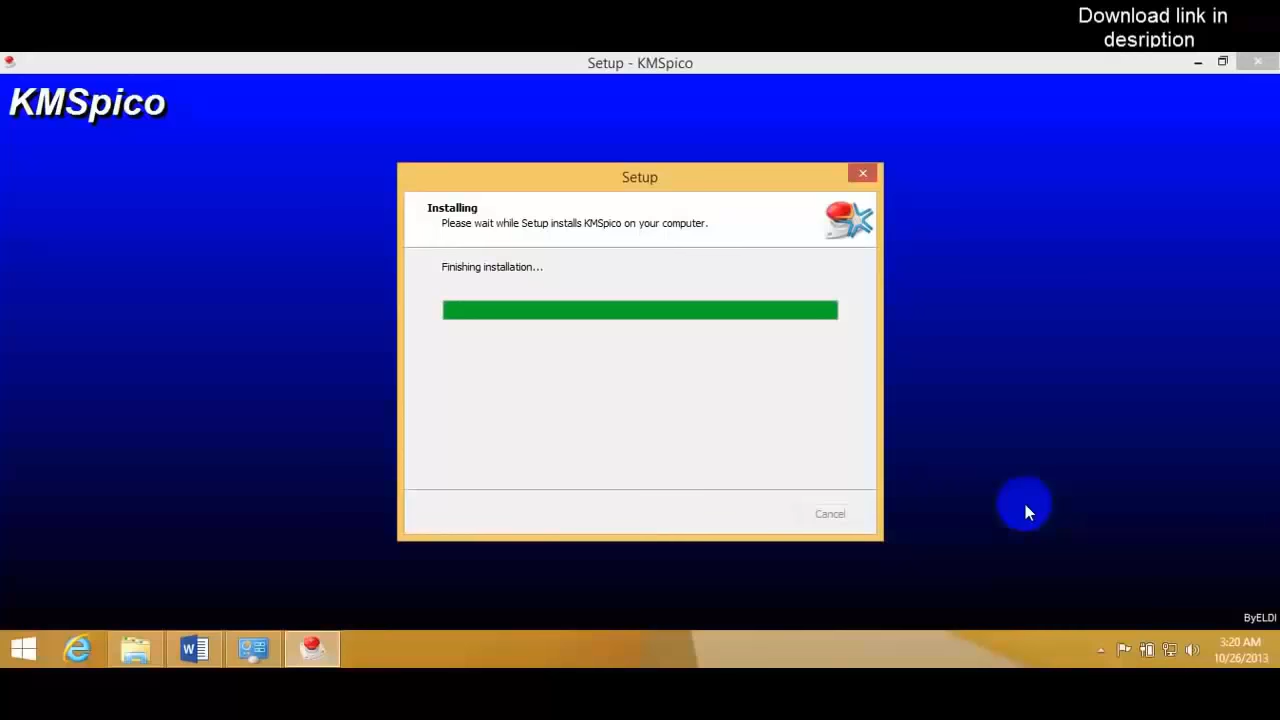 Download link in
desription
Setup - KMSpico
KMSpico
Setup
Installing
Please wait while Setup installs KMSpico on your computer.
Finishing installation...
Cancel
ByELDI
3:20 AM
10/26/2013